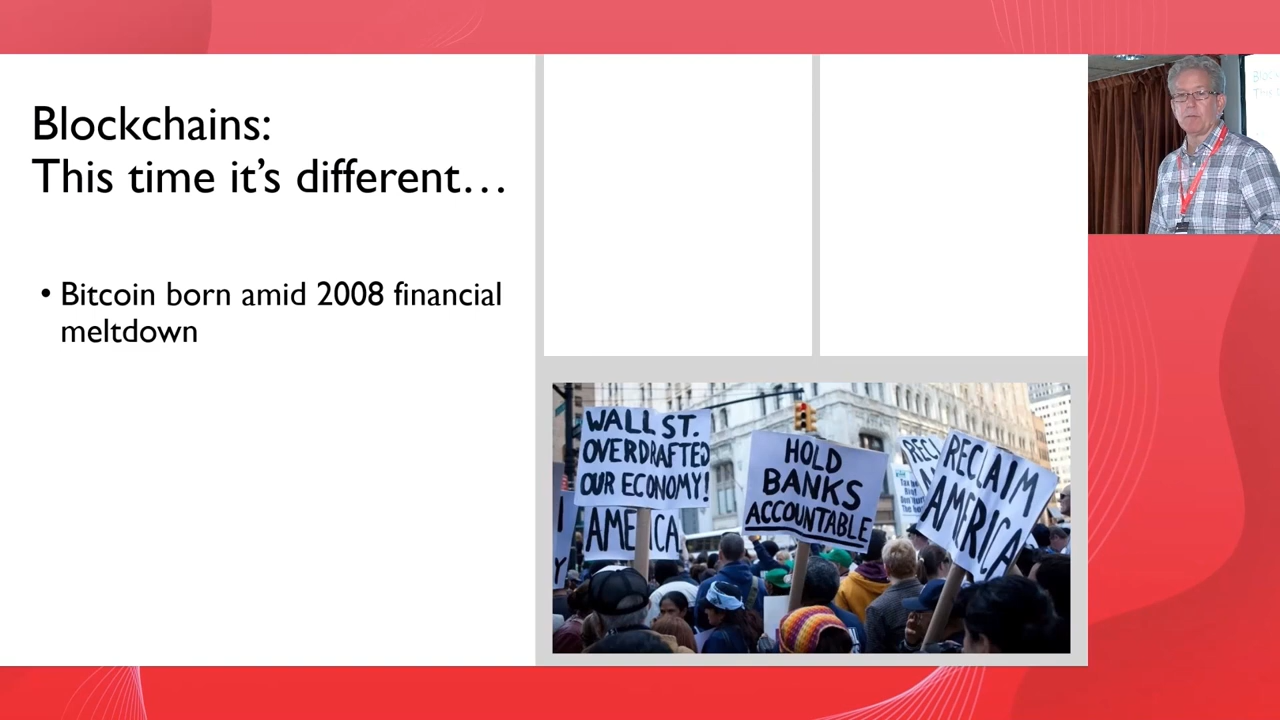 Blockchains:
This time it’s different…
• Bitcoin born amid 2008 financial
meltdown
WALL ST.
OVERDRAFTED
OUR ECONOMY!
AMERICA
HOLD
BANKS
ACCOUNTABLE
RECLAIM
AMERICA